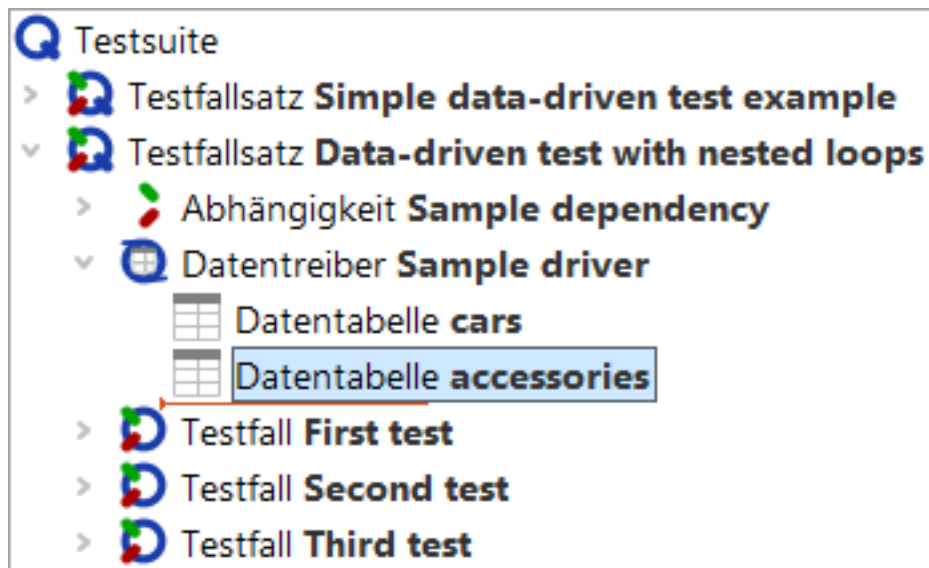 Testsuite
Testfallsatz Simple data-driven test example
Testfallsatz Data-driven test with nested loops
Abhängigkeit Sample dependency
Datentreiber Sample driver
Datentabelle cars
Datentabelle accessories
Testfall First test
Testfall Second test
Testfall Third test